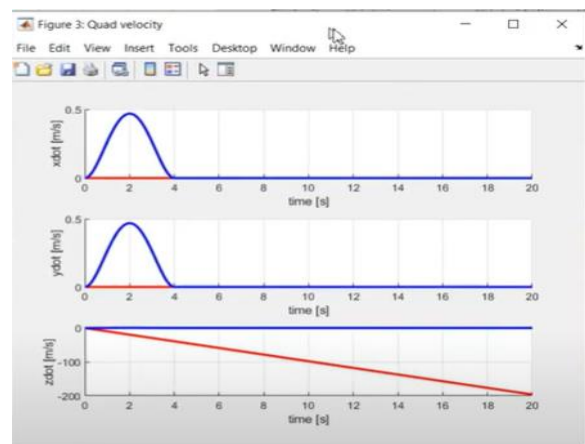 Figure 3: Quad velocity
File Edit View Insert Tools Desktop Window Help
0.5
xdot [m/s]
0
0 2 4 6 8 10 12 14 16 18 20
time [s]
0.5
ydot [m/s]
0
0 2 4 6 8 10 12 14 16 18 20
time [s]
0
zdot [m/s]
-100
-200
0 2 4 6 8 10 12 14 16 18 20
time [s]